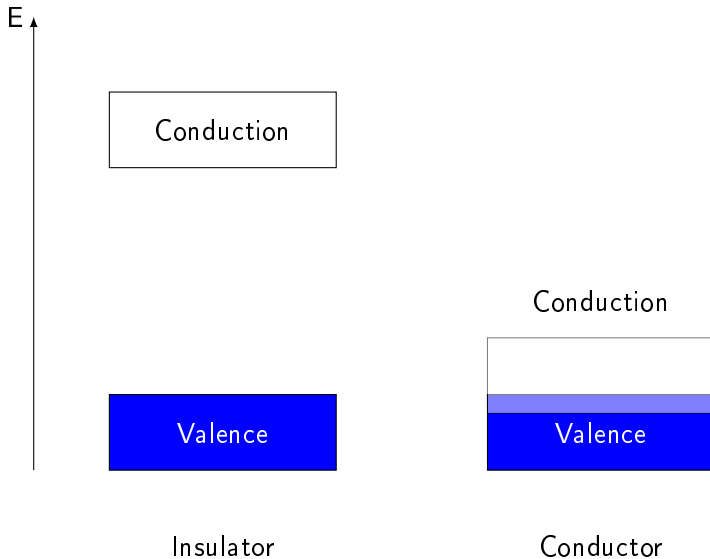 E
Conduction
Conduction
Valence
Valence
Insulator
Conductor